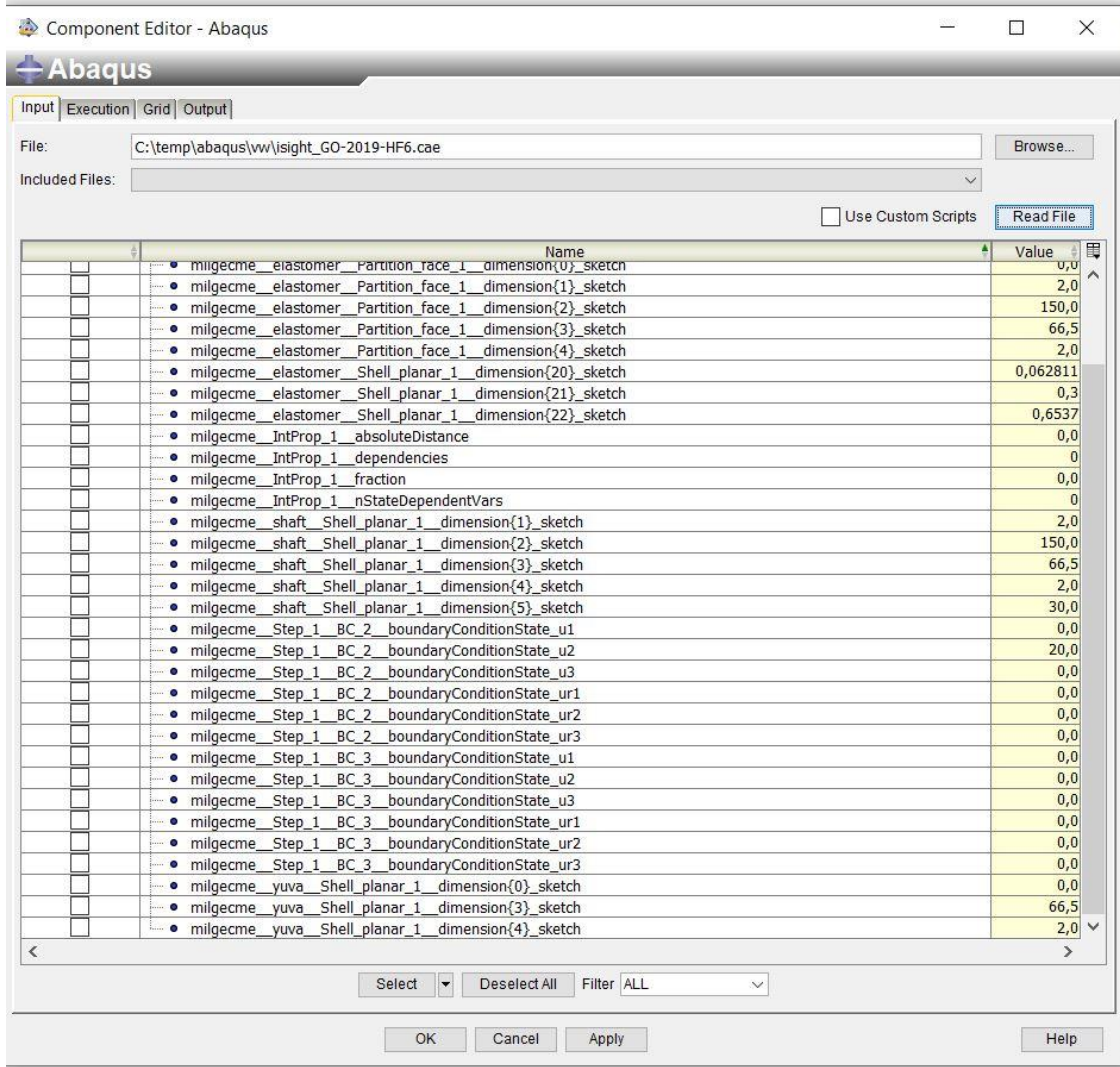 Component Editor - Abaqus
Abaqus
Input Execution Grid Output
File: C:\temp\abaqus\vw\isight_GO-2019-HF6.cae Browse...
Included Files:
Use Custom Scripts Read File
Name Value
milgecme__elastomer__Partition_face_1__dimension{0}_sketch 0,0
milgecme__elastomer__Partition_face_1__dimension{1}_sketch 2,0
milgecme__elastomer__Partition_face_1__dimension{2}_sketch 150,0
milgecme__elastomer__Partition_face_1__dimension{3}_sketch 66,5
milgecme__elastomer__Partition_face_1__dimension{4}_sketch 2,0
milgecme__elastomer__Shell_planar_1__dimension{20}_sketch 0,062811
milgecme__elastomer__Shell_planar_1__dimension{21}_sketch 0,3
milgecme__elastomer__Shell_planar_1__dimension{22}_sketch 0,6537
milgecme__IntProp_1__absoluteDistance 0,0
milgecme__IntProp_1__dependencies 0
milgecme__IntProp_1__fraction 0,0
milgecme__IntProp_1__nStateDependentVars 0
milgecme__shaft__Shell_planar_1__dimension{1}_sketch 2,0
milgecme__shaft__Shell_planar_1__dimension{2}_sketch 150,0
milgecme__shaft__Shell_planar_1__dimension{3}_sketch 66,5
milgecme__shaft__Shell_planar_1__dimension{4}_sketch 2,0
milgecme__shaft__Shell_planar_1__dimension{5}_sketch 30,0
milgecme__Step_1__BC_2__boundaryConditionState_u1 0,0
milgecme__Step_1__BC_2__boundaryConditionState_u2 20,0
milgecme__Step_1__BC_2__boundaryConditionState_u3 0,0
milgecme__Step_1__BC_2__boundaryConditionState_ur1 0,0
milgecme__Step_1__BC_2__boundaryConditionState_ur2 0,0
milgecme__Step_1__BC_2__boundaryConditionState_ur3 0,0
milgecme__Step_1__BC_3__boundaryConditionState_u1 0,0
milgecme__Step_1__BC_3__boundaryConditionState_u2 0,0
milgecme__Step_1__BC_3__boundaryConditionState_u3 0,0
milgecme__Step_1__BC_3__boundaryConditionState_ur1 0,0
milgecme__Step_1__BC_3__boundaryConditionState_ur2 0,0
milgecme__Step_1__BC_3__boundaryConditionState_ur3 0,0
milgecme__yuva__Shell_planar_1__dimension{0}_sketch 0,0
milgecme__yuva__Shell_planar_1__dimension{3}_sketch 66,5
milgecme__yuva__Shell_planar_1__dimension{4}_sketch 2,0
Select Deselect All Filter ALL
OK Cancel Apply Help